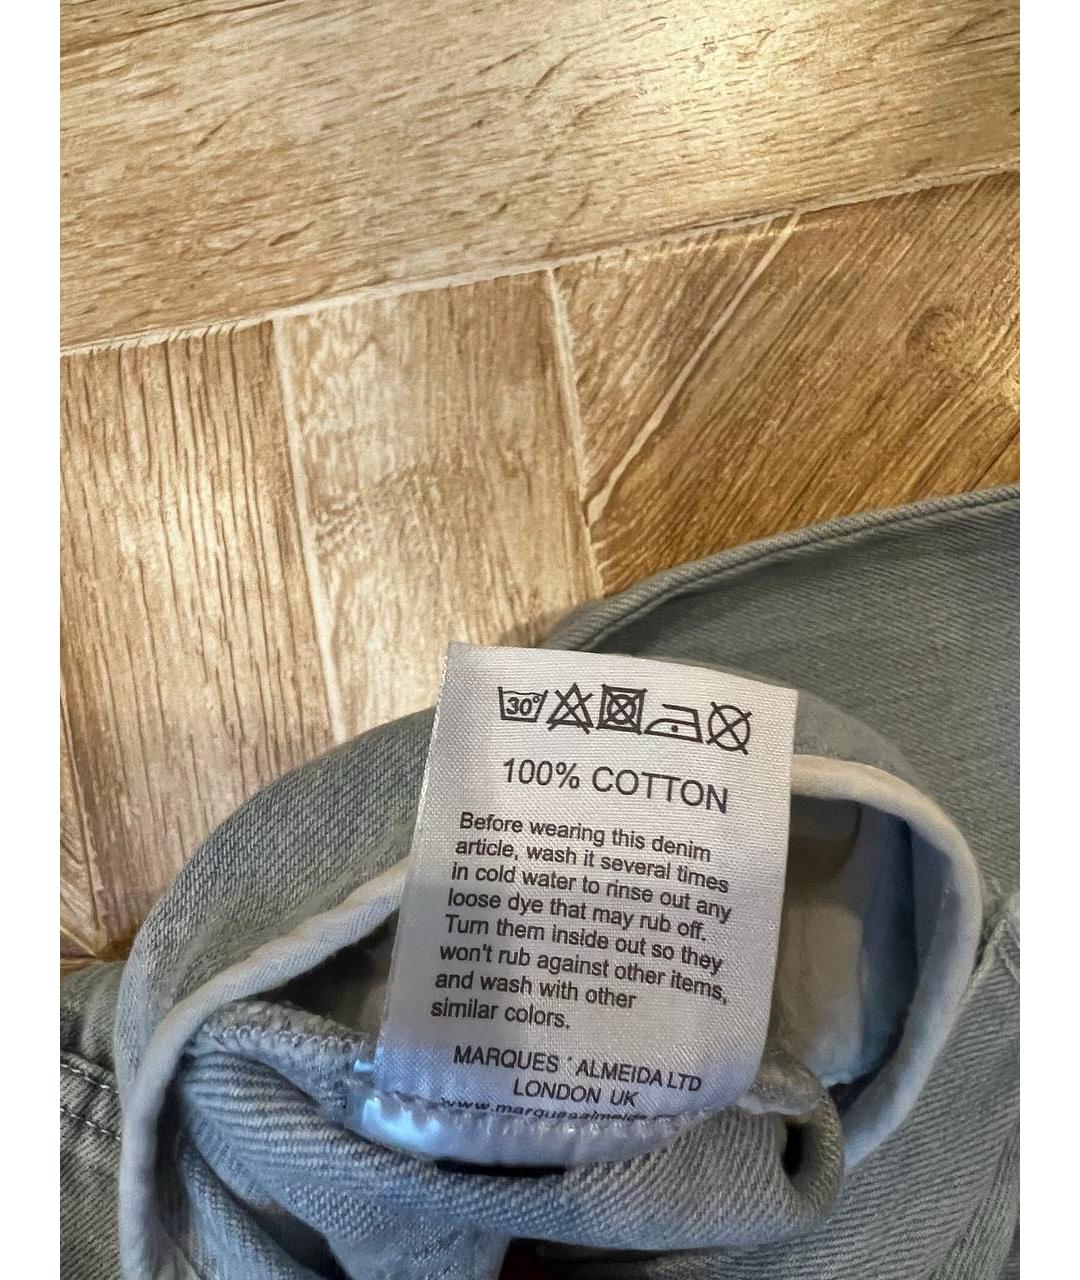 30°
100% COTTON
Before wearing this denim
article, wash it several times
in cold water to rinse out any
loose dye that may rub off.
Turn them inside out so they
won't rub against other items,
and wash with other
similar colors.
MARQUES ' ALMEIDA LTD
LONDON UK
www.marquesalmeida